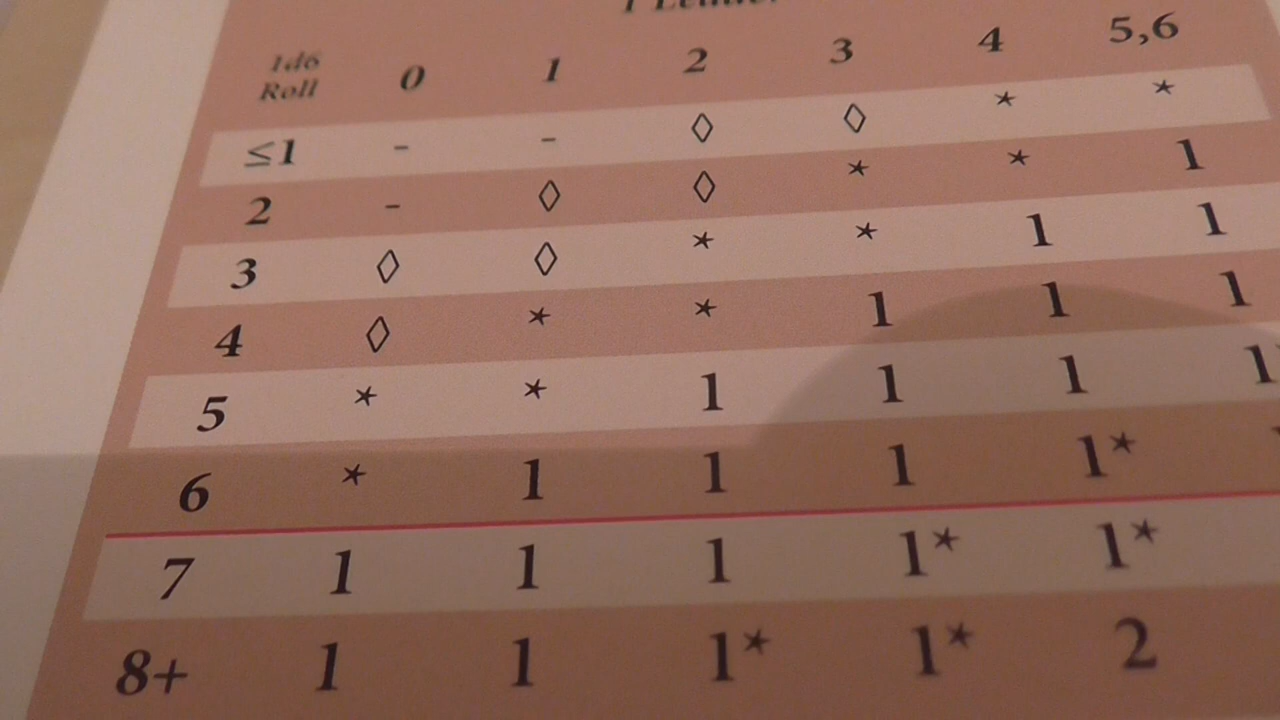 1d6 Roll 0 1 2 3 4 5,6
≤1 - - ◊ ◊ * *
2 - ◊ ◊ * * 1
3 ◊ ◊ * * 1 1
4 ◊ * * 1 1 1
5 * * 1 1 1 1
6 * 1 1 1 1*
7 1 1 1 1* 1*
8+ 1 1 1* 1* 2